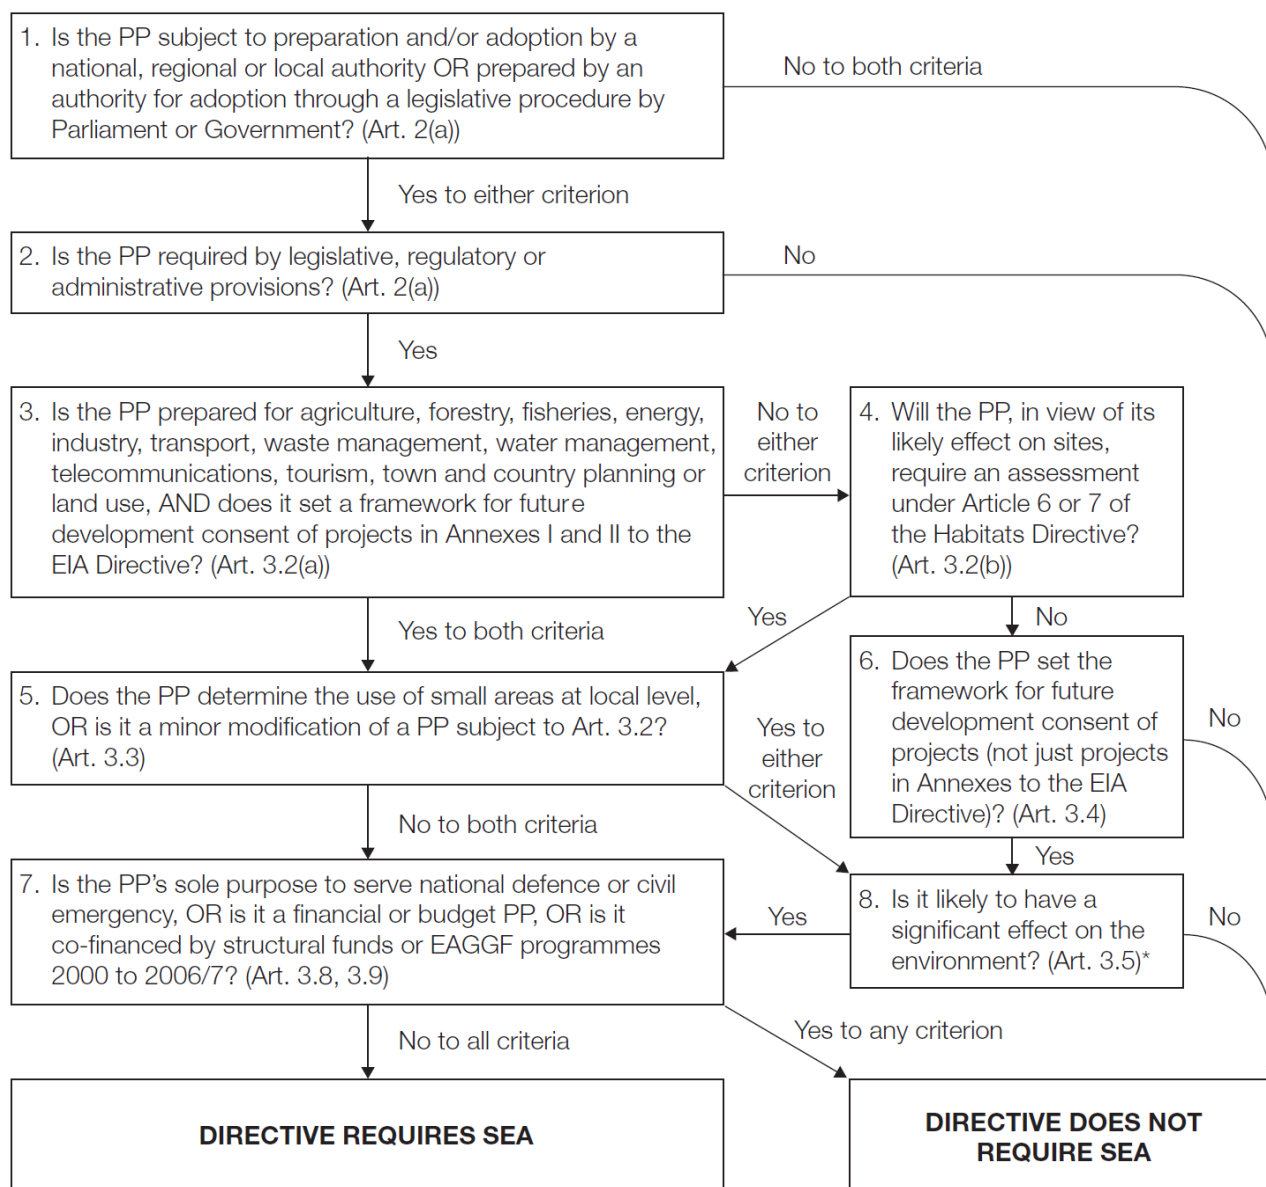 1. Is the PP subject to preparation and/or adoption by a
national, regional or local authority OR prepared by an
authority for adoption through a legislative procedure by
Parliament or Government? (Art. 2(a))
No to both criteria
Yes to either criterion
2. Is the PP required by legislative, regulatory or
administrative provisions? (Art. 2(a))
No
Yes
3. Is the PP prepared for agriculture, forestry, fisheries, energy,
industry, transport, waste management, water management,
telecommunications, tourism, town and country planning or
land use, AND does it set a framework for future
development consent of projects in Annexes I and II to the
EIA Directive? (Art. 3.2(a))
No to
either
criterion
4. Will the PP, in view of its
likely effect on sites,
require an assessment
under Article 6 or 7 of
the Habitats Directive?
(Art. 3.2(b))
Yes to both criteria
Yes
No
5. Does the PP determine the use of small areas at local level,
OR is it a minor modification of a PP subject to Art. 3.2?
(Art. 3.3)
Yes to
either
criterion
6. Does the PP set the
framework for future
development consent of
projects (not just projects
in Annexes to the EIA
Directive)? (Art. 3.4)
No
No to both criteria
Yes
7. Is the PP’s sole purpose to serve national defence or civil
emergency, OR is it a financial or budget PP, OR is it
co-financed by structural funds or EAGGF programmes
2000 to 2006/7? (Art. 3.8, 3.9)
Yes
8. Is it likely to have a
significant effect on the
environment? (Art. 3.5)*
No
No to all criteria
Yes to any criterion
DIRECTIVE REQUIRES SEA
DIRECTIVE DOES NOT
REQUIRE SEA